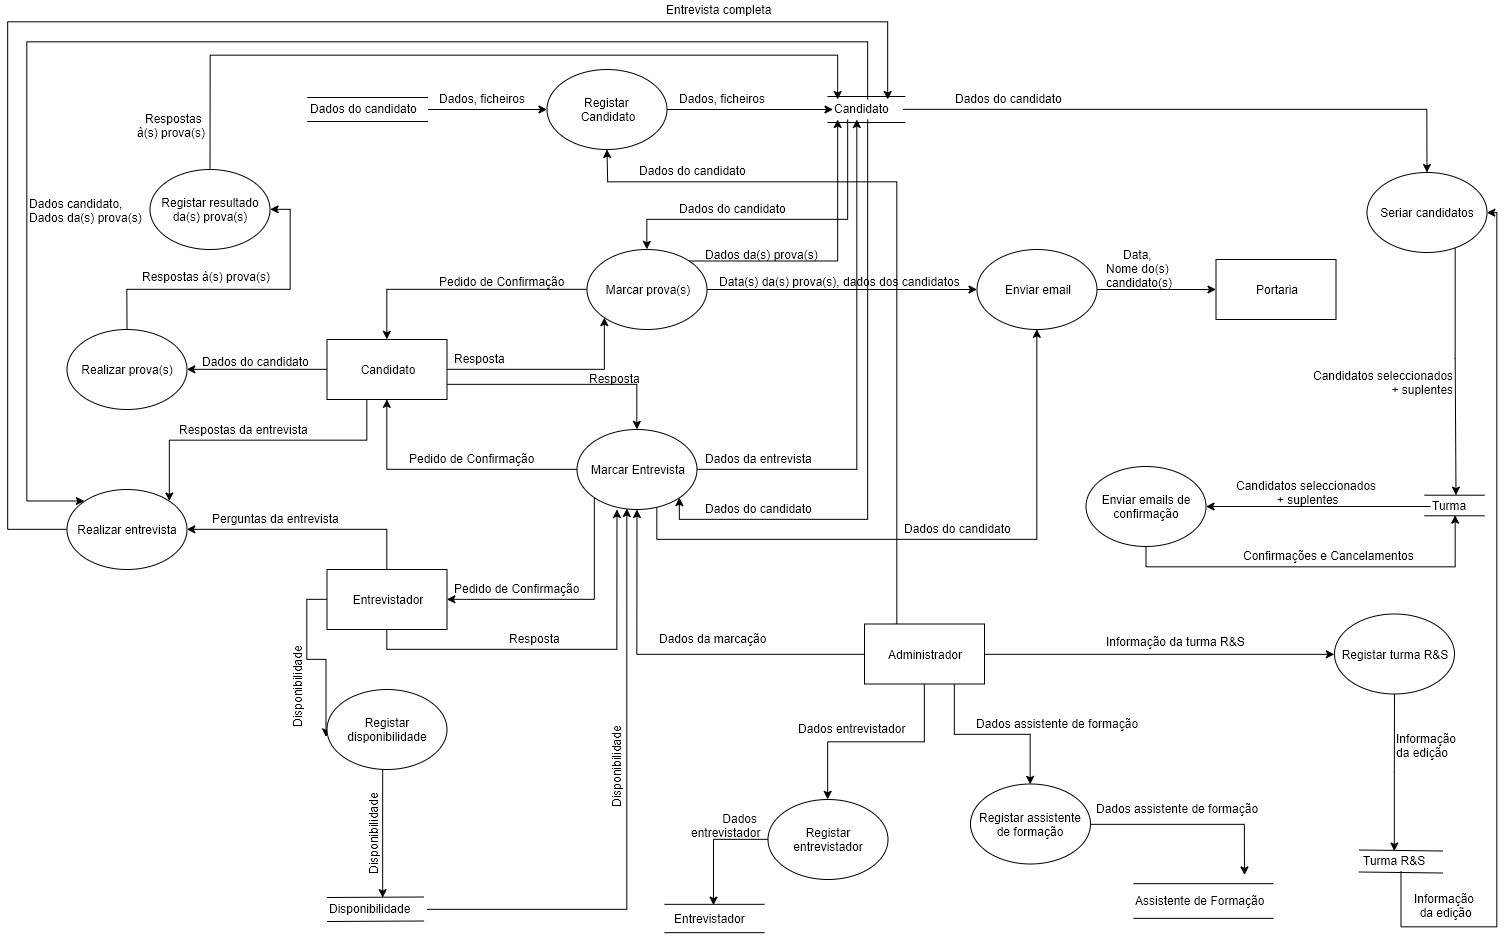 Entrevista completa
Dados do candidato
Dados, ficheiros
Registar
Candidato
Dados, ficheiros
Candidato
Dados do candidato
Respostas
à(s) prova(s)
Dados do candidato
Dados candidato,
Dados da(s) prova(s)
Registar resultado
da(s) prova(s)
Dados do candidato
Seriar candidatos
Dados da(s) prova(s)
Data,
Nome do(s)
candidato(s)
Respostas à(s) prova(s)
Pedido de Confirmação
Marcar prova(s)
Data(s) da(s) prova(s), dados dos candidatos
Enviar email
Portaria
Realizar prova(s)
Dados do candidato
Candidato
Resposta
Resposta
Candidatos seleccionados
+ suplentes
Respostas da entrevista
Pedido de Confirmação
Marcar Entrevista
Dados da entrevista
Enviar emails de
confirmação
Candidatos seleccionados
+ suplentes
Turma
Realizar entrevista
Perguntas da entrevista
Dados do candidato
Dados do candidato
Confirmações e Cancelamentos
Entrevistador
Pedido de Confirmação
Resposta
Dados da marcação
Administrador
Informação da turma R&S
Registar turma R&S
Disponibilidade
Registar
disponibilidade
Disponibilidade
Dados entrevistador
Dados assistente de formação
Informação
da edição
Disponibilidade
Dados
entrevistador
Registar
entrevistador
Registar assistente
de formação
Dados assistente de formação
Turma R&S
Disponibilidade
Entrevistador
Assistente de Formação
Informação
da edição